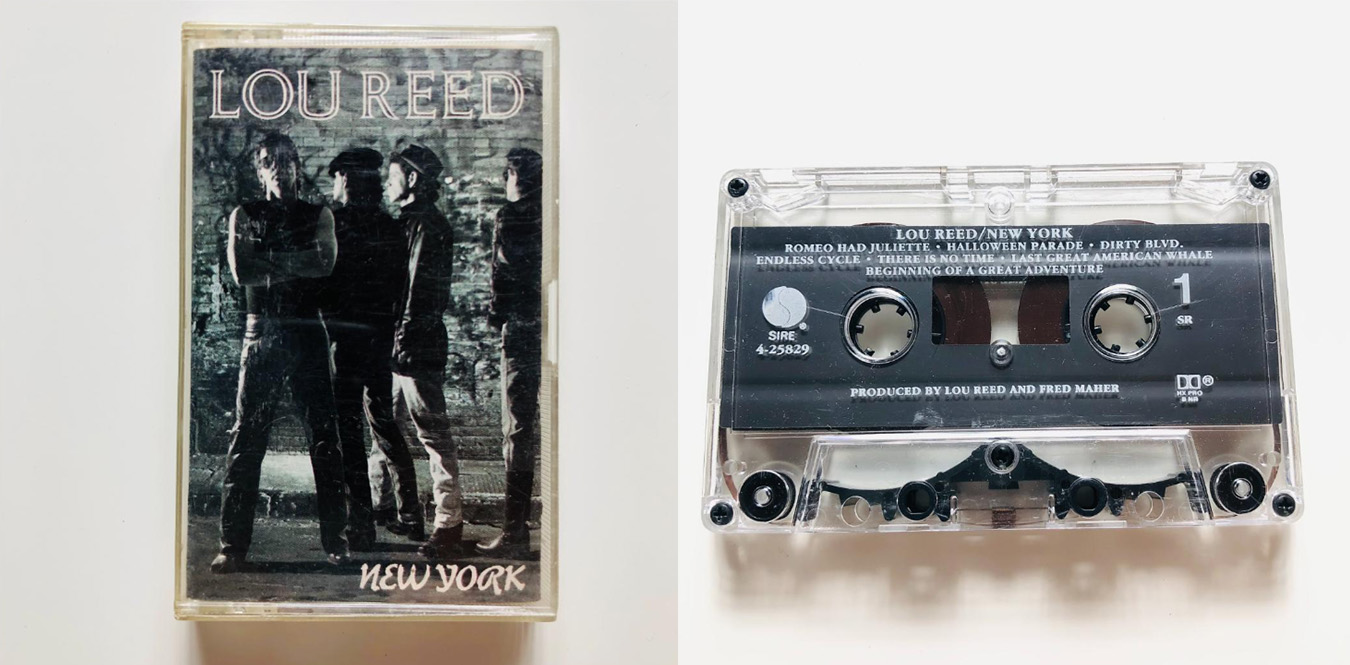 LOU REED
NEW YORK
LOU REED/NEW YORK
ROMEO HAD JULIETTE • HALLOWEEN PARADE • DIRTY BLVD.
ENDLESS CYCLE • THERE IS NO TIME • LAST GREAT AMERICAN WHALE
BEGINNING OF A GREAT ADVENTURE
1
SR
SIRE ®
4-25829
PRODUCED BY LOU REED AND FRED MAHER
®
HX PRO
B NR